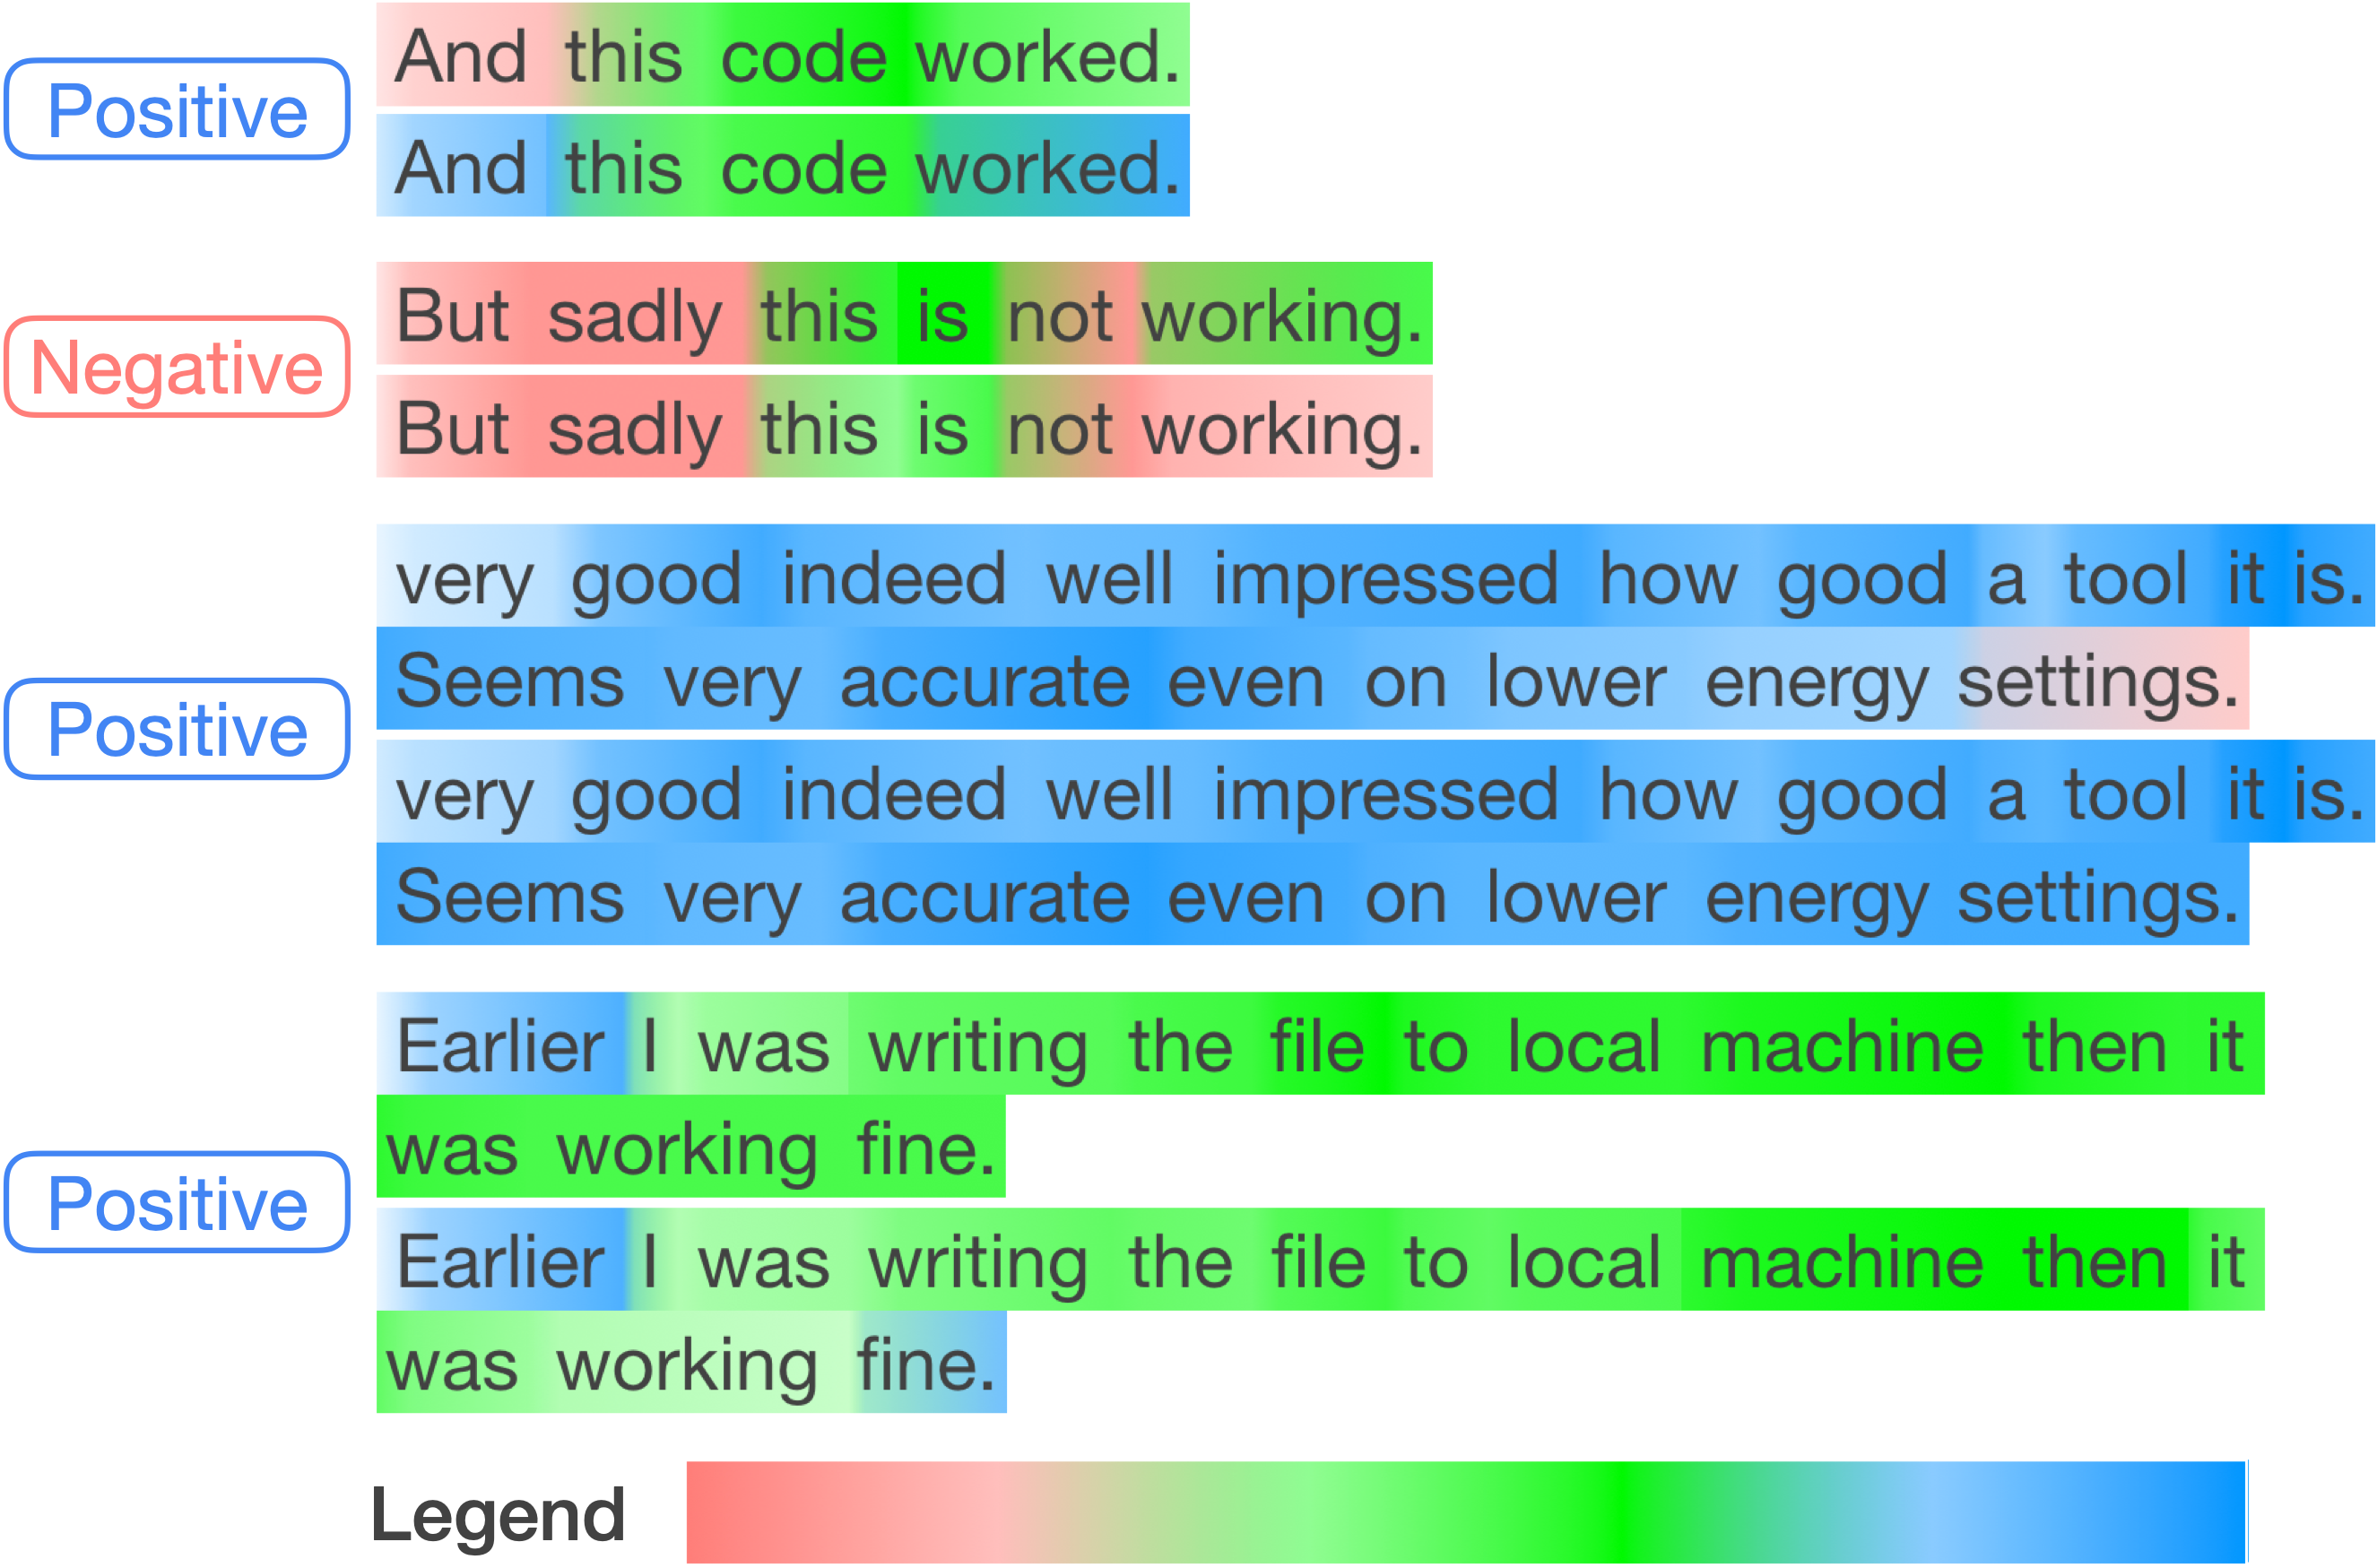 Positive
And this code worked.
And this code worked.
Negative
But sadly this is not working.
But sadly this is not working.
Positive
very good indeed well impressed how good a tool it is.
Seems very accurate even on lower energy settings.
very good indeed well impressed how good a tool it is.
Seems very accurate even on lower energy settings.
Positive
Earlier I was writing the file to local machine then it
was working fine.
Earlier I was writing the file to local machine then it
was working fine.
Legend